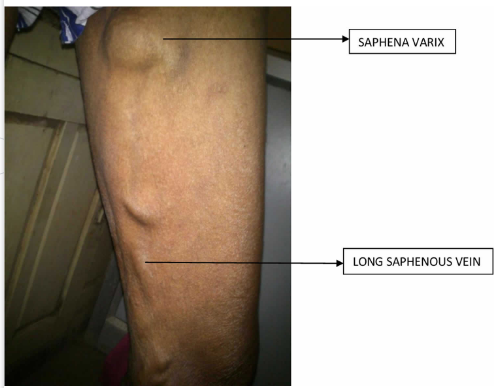 SAPHENA VARIX
LONG SAPHENOUS VEIN